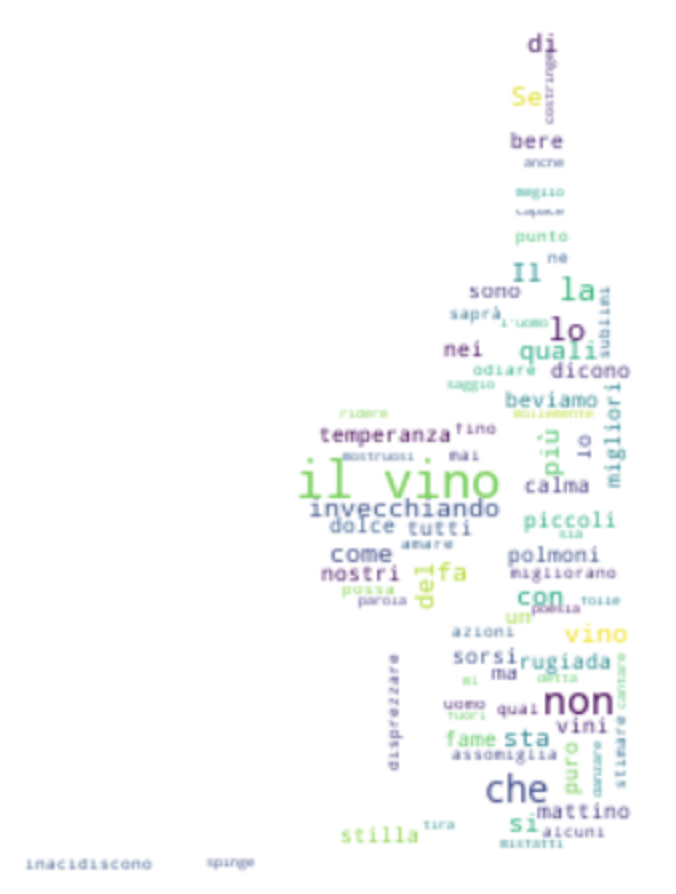 di
costringe
Se
bere
anche
meglio
capace
punto
ne
Il
sono
la
sublimi
saprà
l'uomo
lo
nei
quali
odiare
dicono
saggio
migliori
beviamo
ridere
mollemente
temperanza
fino
più
io
mostruosi
mai
il vino
calma
invecchiando
dolce
tutti
piccoli
sia
amare
come
polmoni
nostri
del
fa
migliorano
possa
parola
con
folle
poesia
un
azioni
vino
disprezzare
sorsi
rugiada
cantare
ma
mi
detta
uomo
quai
non
fuori
vini
stimare
fame
sta
assomiglia
puro
danzare
che
mattino
si
stilla
tira
alcuni
misfatti
inacidiscono
spinge